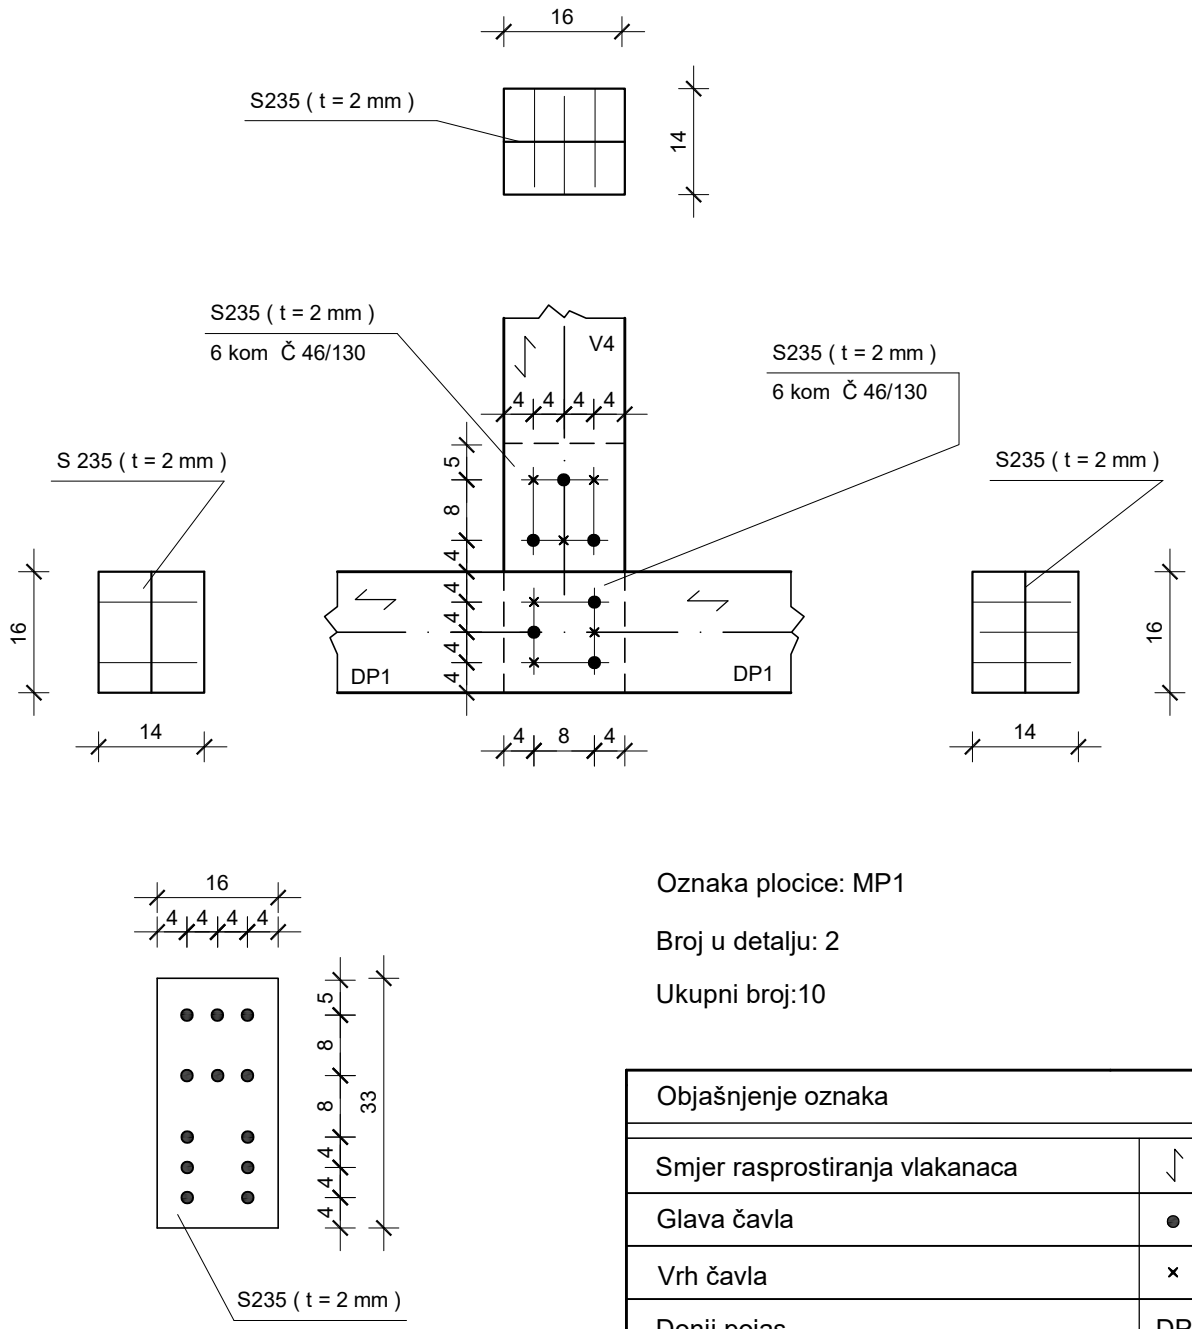 16
S235 ( t = 2 mm )
14
S235 ( t = 2 mm )
6 kom Č 46/130
V4
S235 ( t = 2 mm )
6 kom Č 46/130
4 4 4 4
S 235 ( t = 2 mm )
S235 ( t = 2 mm )
5
8
4
4
4
4
4
16
16
DP1
DP1
14
4 8 4
14
16
4 4 4 4
Oznaka plocice: MP1
Broj u detalju: 2
Ukupni broj:10
5
8
8
4
4
4
33
S235 ( t = 2 mm )
Objašnjenje oznaka
Smjer rasprostiranja vlakanaca
Glava čavla
Vrh čavla
Donji pojas DP